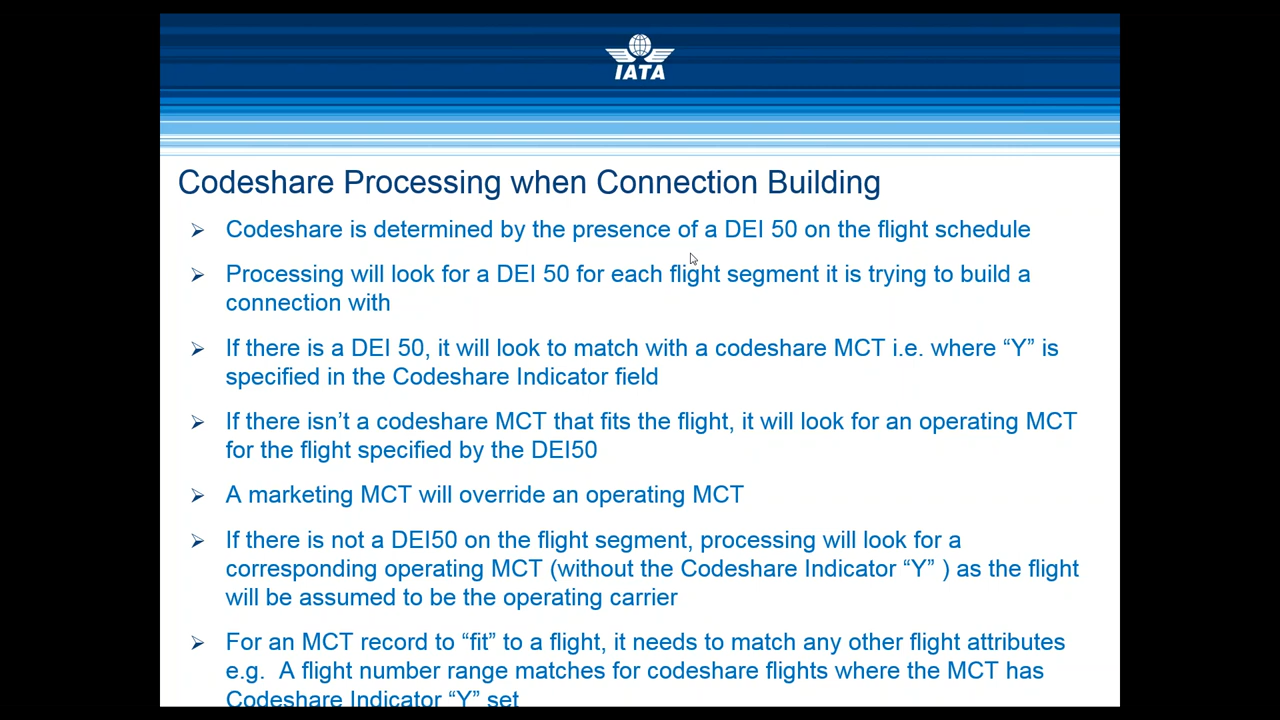 IATA
Codeshare Processing when Connection Building
Codeshare is determined by the presence of a DEI 50 on the flight schedule
Processing will look for a DEI 50 for each flight segment it is trying to build a
connection with
If there is a DEI 50, it will look to match with a codeshare MCT i.e. where “Y” is
specified in the Codeshare Indicator field
If there isn’t a codeshare MCT that fits the flight, it will look for an operating MCT
for the flight specified by the DEI50
A marketing MCT will override an operating MCT
If there is not a DEI50 on the flight segment, processing will look for a
corresponding operating MCT (without the Codeshare Indicator “Y” ) as the flight
will be assumed to be the operating carrier
For an MCT record to “fit” to a flight, it needs to match any other flight attributes
e.g.  A flight number range matches for codeshare flights where the MCT has
Codeshare Indicator “Y” set